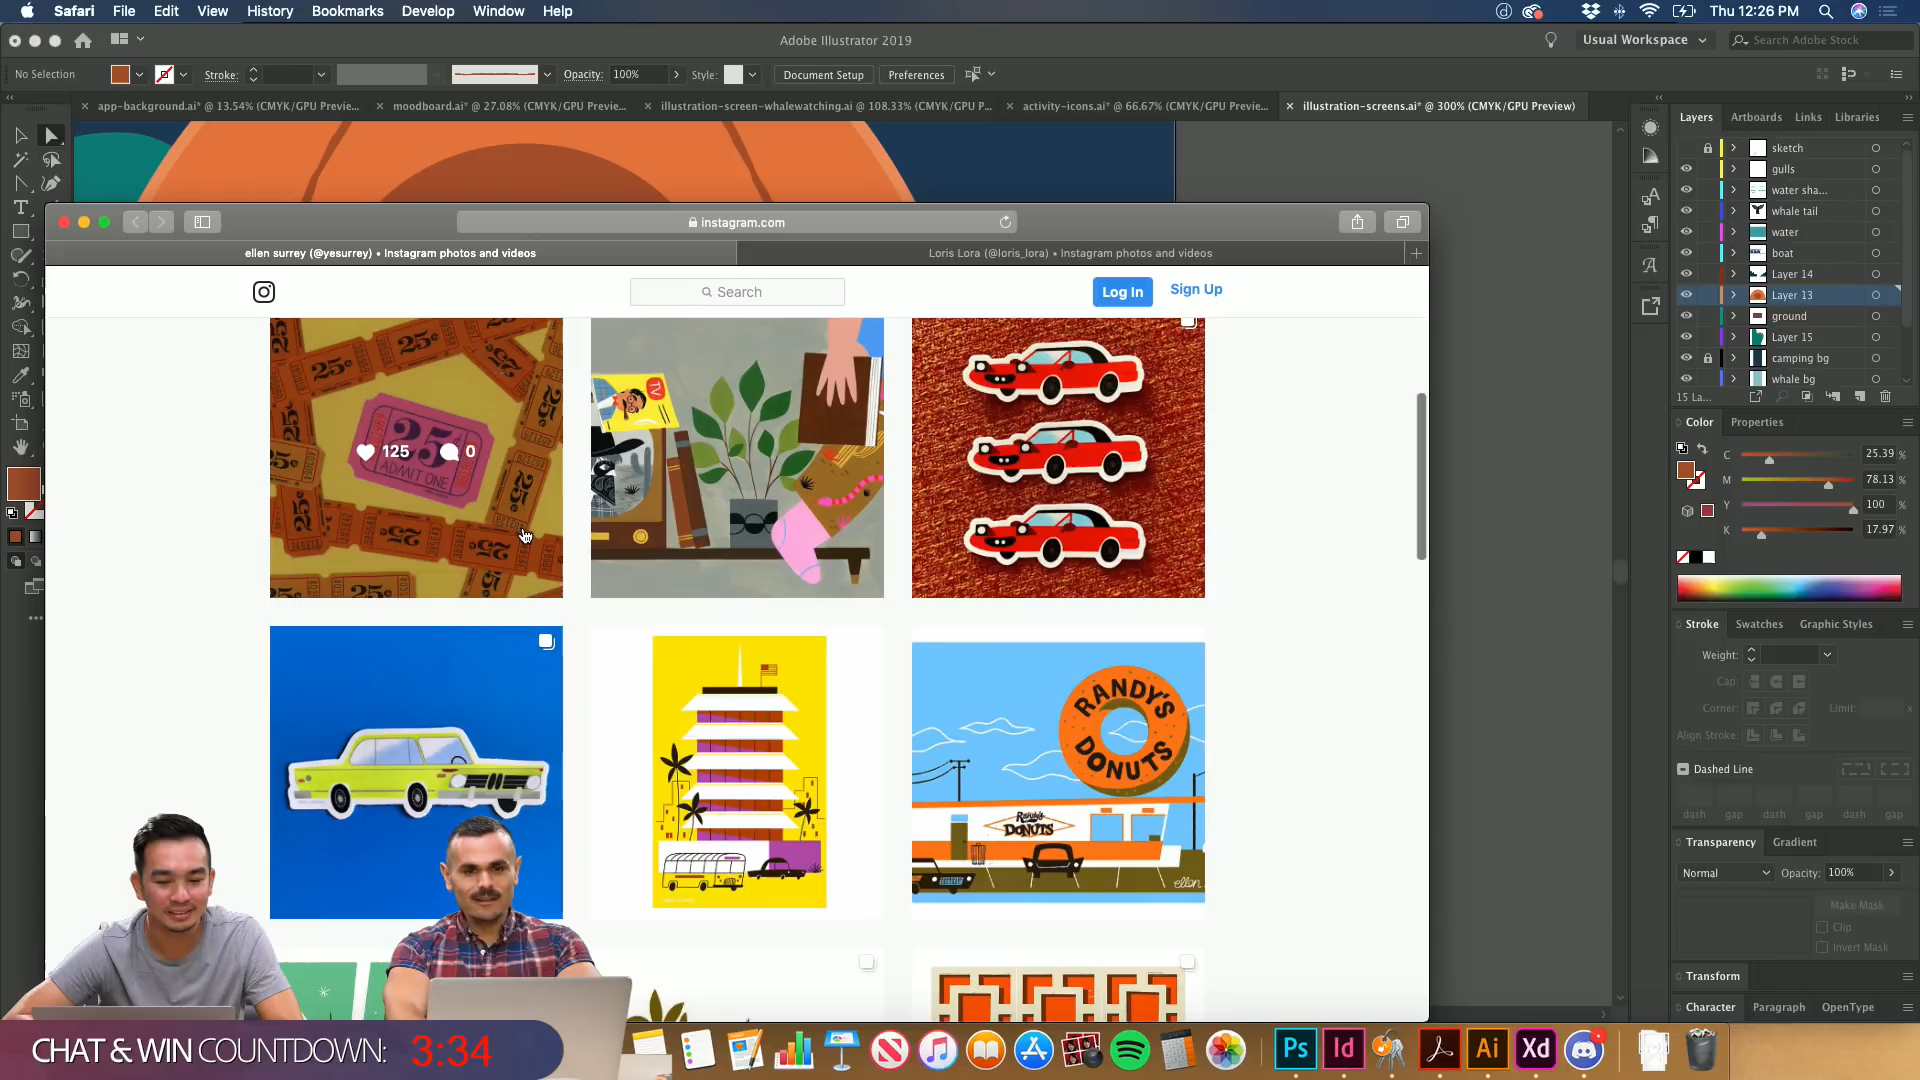 Safari File Edit View History Bookmarks Develop Window Help
Thu 12:26 PM
Adobe Illustrator 2019
Usual Workspace
Search Adobe Stock
No Selection
Stroke:
Opacity: 100%
Style:
Document Setup
Preferences
app-background.ai* @ 13.54% (CMYK/GPU Previe...
moodboard.ai* @ 27.08% (CMYK/GPU Previe...
illustration-screen-whalewatching.ai @ 108.33% (CMYK/GPU P...
activity-icons.ai* @ 66.67% (CMYK/GPU Previe...
illustration-screens.ai* @ 300% (CMYK/GPU Preview)
Layers Artboards Links Libraries
sketch
gulls
water sha...
whale tail
water
boat
Layer 14
Layer 13
ground
Layer 15
camping bg
whale bg
15 La...
instagram.com
ellen surrey (@yesurrey) • Instagram photos and videos
Loris Lora (@loris_lora) • Instagram photos and videos
Search
Log In
Sign Up
25¢
25¢
ADMIT ONE
125
0
TV
RANDY'S
DONUTS
Randy's
DONUTS
ellen
Color Properties
C 25.39 %
M 78.13 %
Y 100 %
K 17.97 %
Stroke Swatches Graphic Styles
Weight:
Cap:
Corner:
Limit:
Align Stroke:
Dashed Line
dash gap dash gap dash gap
Transparency Gradient
Normal
Opacity: 100%
Make Mask
Clip
Invert Mask
Transform
Character Paragraph OpenType
CHAT & WIN COUNTDOWN: 3:34
Ps
Id
Ai
Xd